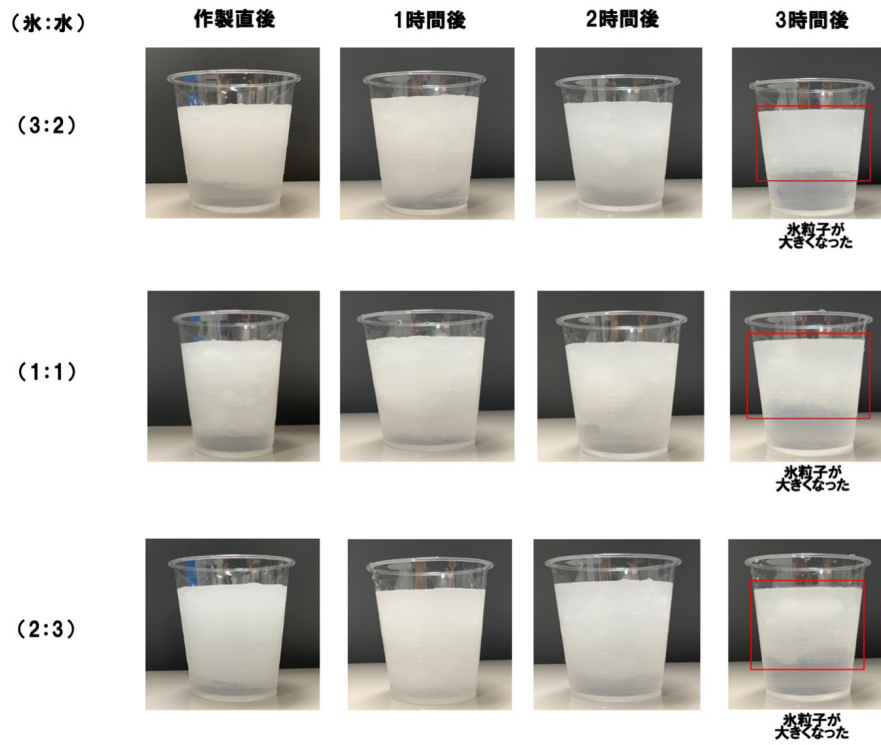 (氷:水) 作製直後 1時間後 2時間後 3時間後
(3:2)
氷粒子が
大きくなった
(1:1)
氷粒子が
大きくなった
(2:3)
氷粒子が
大きくなった